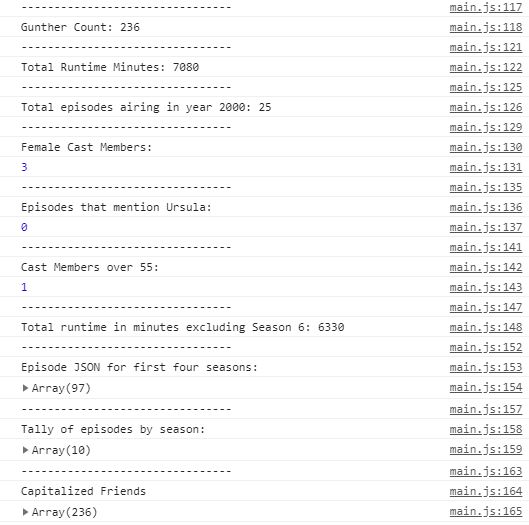 -------------------------------- main.js:117
Gunther Count: 236 main.js:118
-------------------------------- main.js:121
Total Runtime Minutes: 7080 main.js:122
-------------------------------- main.js:125
Total episodes airing in year 2000: 25 main.js:126
-------------------------------- main.js:129
Female Cast Members: main.js:130
3 main.js:131
-------------------------------- main.js:135
Episodes that mention Ursula: main.js:136
0 main.js:137
-------------------------------- main.js:141
Cast Members over 55: main.js:142
1 main.js:143
-------------------------------- main.js:147
Total runtime in minutes excluding Season 6: 6330 main.js:148
-------------------------------- main.js:152
Episode JSON for first four seasons: main.js:153
▶Array(97) main.js:154
-------------------------------- main.js:157
Tally of episodes by season: main.js:158
▶Array(10) main.js:159
-------------------------------- main.js:163
Capitalized Friends main.js:164
▶Array(236) main.js:165